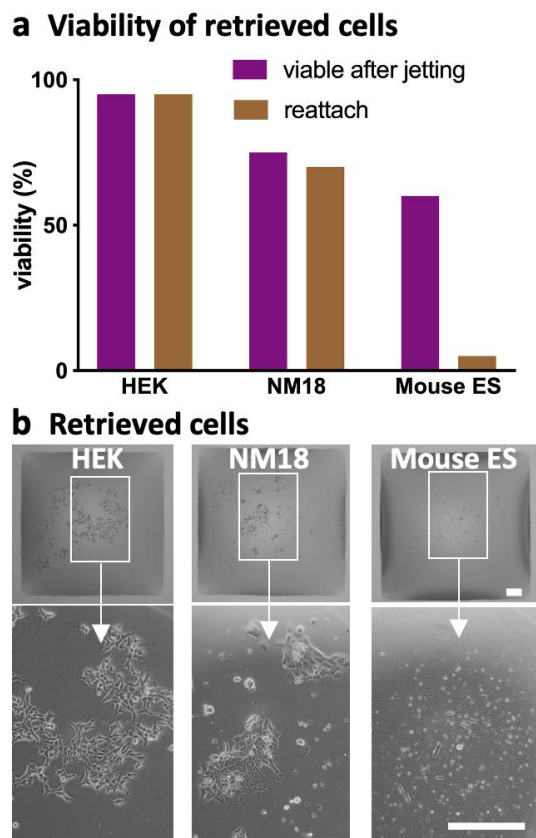 a Viability of retrieved cells
100
viable after jetting
reattach
viability (%)
50
0
HEK
NM18
Mouse ES
b Retrieved cells
HEK
NM18
Mouse ES